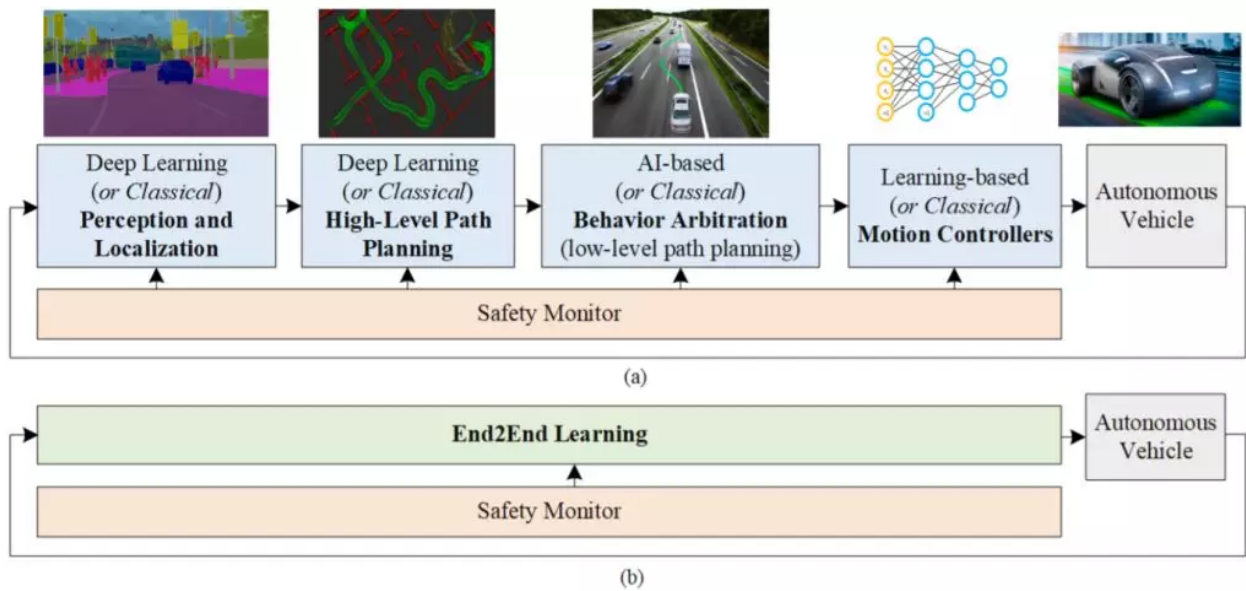 Deep Learning
(or Classical)
Perception and
Localization
Deep Learning
(or Classical)
High-Level Path
Planning
AI-based
(or Classical)
Behavior Arbitration
(low-level path planning)
Learning-based
(or Classical)
Motion Controllers
Autonomous
Vehicle
Safety Monitor
(a)
End2End Learning
Autonomous
Vehicle
Safety Monitor
(b)